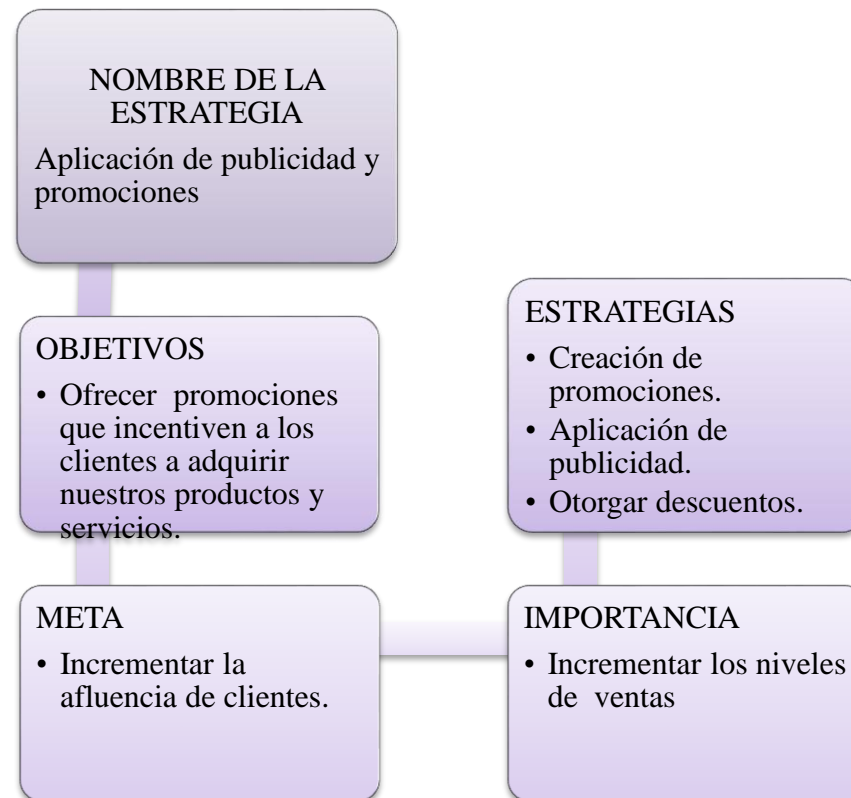 NOMBRE DE LA
ESTRATEGIA
Aplicación de publicidad y
promociones
OBJETIVOS
• Ofrecer promociones
que incentiven a los
clientes a adquirir
nuestros productos y
servicios.
META
• Incrementar la
afluencia de clientes.
IMPORTANCIA
• Incrementar los niveles
de ventas
ESTRATEGIAS
• Creación de
promociones.
• Aplicación de
publicidad.
• Otorgar descuentos.